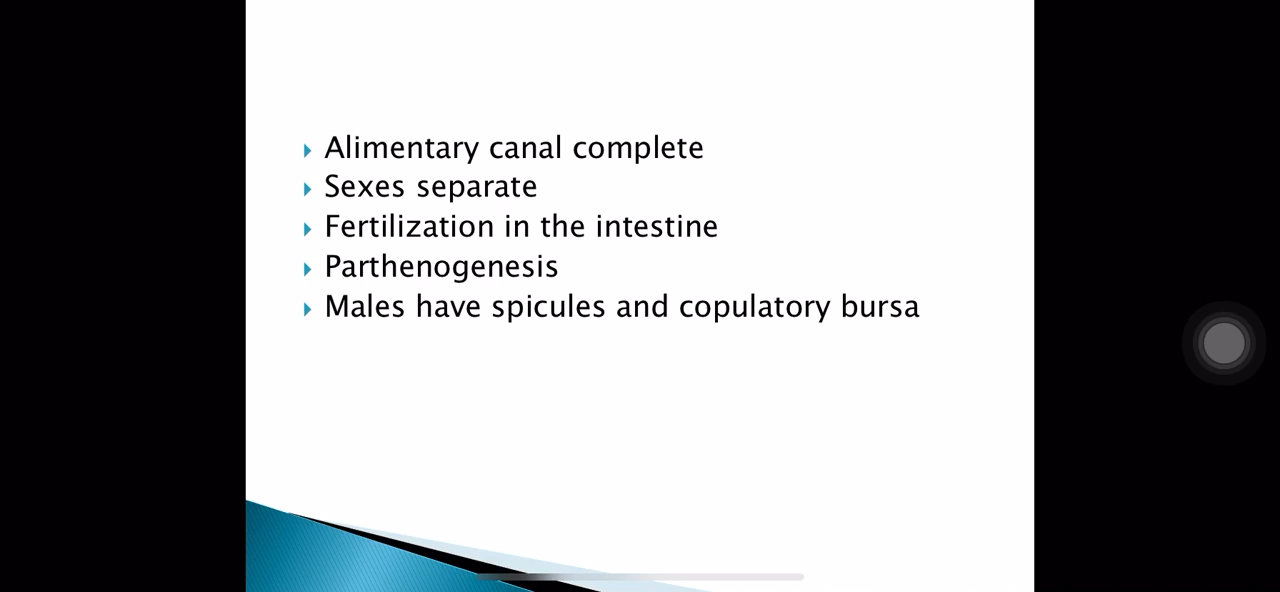 Alimentary canal complete
Sexes separate
Fertilization in the intestine
Parthenogenesis
Males have spicules and copulatory bursa